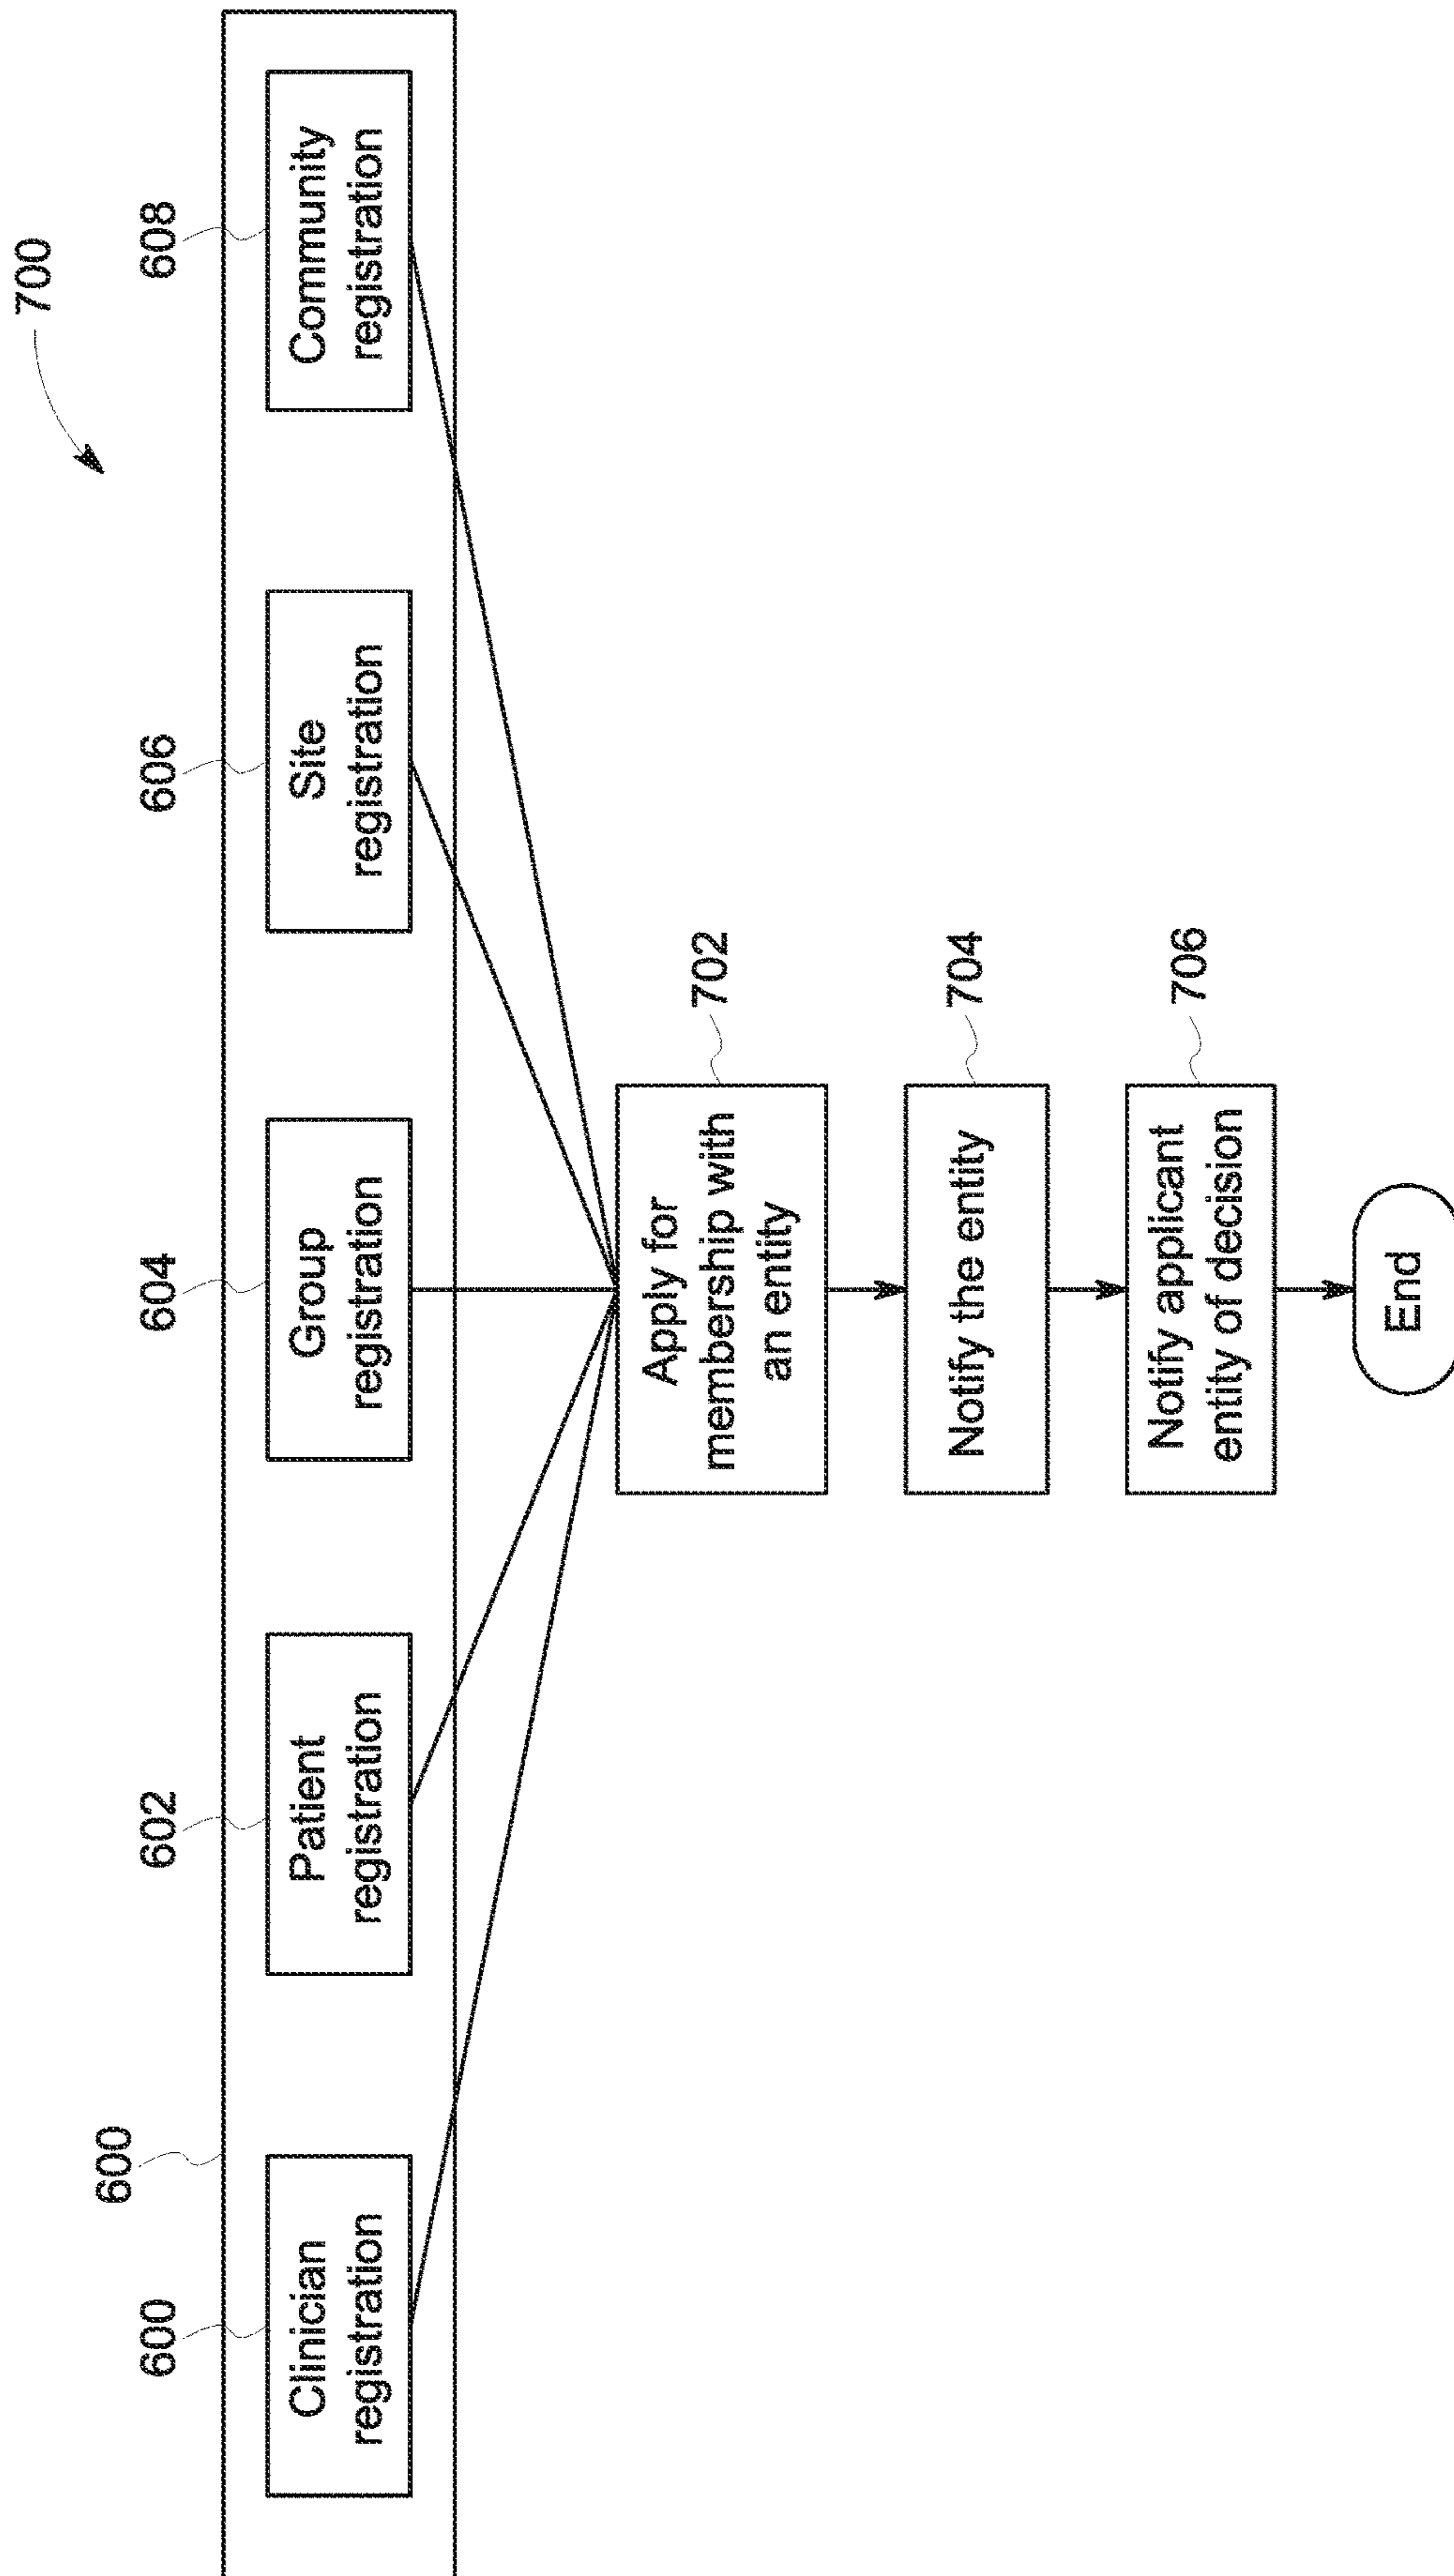 700
600
600
Clinician
registration
602
Patient
registration
604
Group
registration
606
Site
registration
608
Community
registration
Apply for
membership with
an entity
702
Notify the entity
704
Notify applicant
entity of decision
706
End